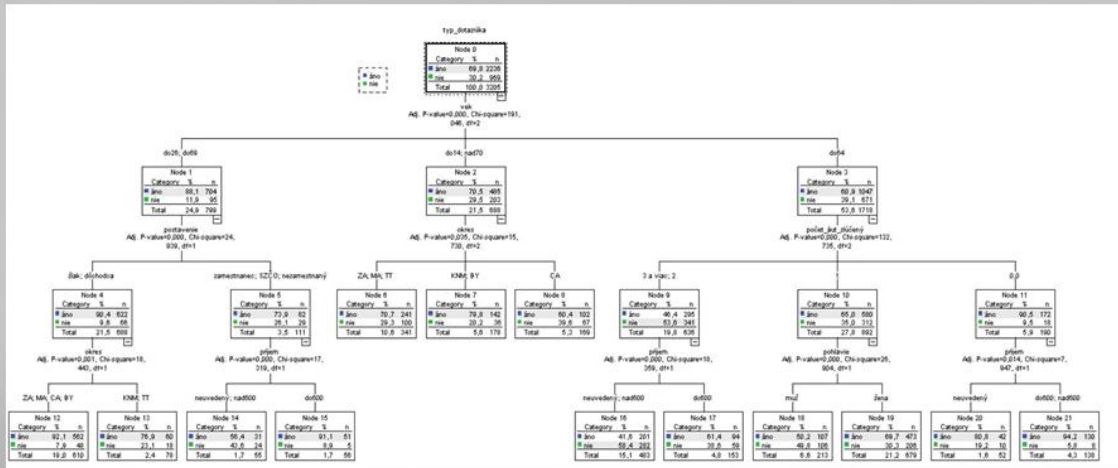 typ_dotaznika
Node 0
Category % n
áno 69,8 2236
nie 30,2 969
Total 100,0 3205
áno
nie
vek
Adj. P-value=0,000, Chi-square=191,
046, df=2
do26; do69
do14; nad70
do64
Node 1
Category % n
áno 88,1 704
nie 11,9 95
Total 24,9 799
Node 2
Category % n
áno 70,5 485
nie 29,5 203
Total 21,5 688
Node 3
Category % n
áno 60,9 1047
nie 39,1 671
Total 53,6 1718
postavenie
Adj. P-value=0,000, Chi-square=24,
939, df=1
okres
Adj. P-value=0,035, Chi-square=15,
730, df=2
počet_áut_zlúčený
Adj. P-value=0,000, Chi-square=132,
735, df=2
žiak; dôchodca
zamestnanec; SZČO; nezamestnaný
ZA; MA; TT
KNM; BY
CA
3 a viac; 2
1
0,0
Node 4
Category % n
áno 90,4 622
nie 9,6 66
Total 21,5 688
Node 5
Category % n
áno 73,9 82
nie 26,1 29
Total 3,5 111
Node 6
Category % n
áno 70,7 241
nie 29,3 100
Total 10,6 341
Node 7
Category % n
áno 79,8 142
nie 20,2 36
Total 5,6 178
Node 8
Category % n
áno 60,4 102
nie 39,6 67
Total 5,3 169
Node 9
Category % n
áno 46,4 295
nie 53,6 341
Total 19,8 636
Node 10
Category % n
áno 65,0 580
nie 35,0 312
Total 27,8 892
Node 11
Category % n
áno 90,5 172
nie 9,5 18
Total 5,9 190
okres
Adj. P-value=0,001, Chi-square=18,
443, df=1
príjem
Adj. P-value=0,000, Chi-square=17,
319, df=1
príjem
Adj. P-value=0,000, Chi-square=18,
359, df=1
pohlavie
Adj. P-value=0,000, Chi-square=26,
904, df=1
príjem
Adj. P-value=0,014, Chi-square=7,
947, df=1
ZA; MA; CA; BY
KNM; TT
neuvedený; nad600
do600
neuvedený; nad600
do600
muž
žena
neuvedený
do600; nad600
Node 12
Category % n
áno 92,1 562
nie 7,9 48
Total 19,0 610
Node 13
Category % n
áno 76,9 60
nie 23,1 18
Total 2,4 78
Node 14
Category % n
áno 56,4 31
nie 43,6 24
Total 1,7 55
Node 15
Category % n
áno 91,1 51
nie 8,9 5
Total 1,7 56
Node 16
Category % n
áno 41,6 201
nie 58,4 282
Total 15,1 483
Node 17
Category % n
áno 61,4 94
nie 38,6 59
Total 4,8 153
Node 18
Category % n
áno 50,2 107
nie 49,8 106
Total 6,6 213
Node 19
Category % n
áno 69,7 473
nie 30,3 206
Total 21,2 679
Node 20
Category % n
áno 80,8 42
nie 19,2 10
Total 1,6 52
Node 21
Category % n
áno 94,2 130
nie 5,8 8
Total 4,3 138